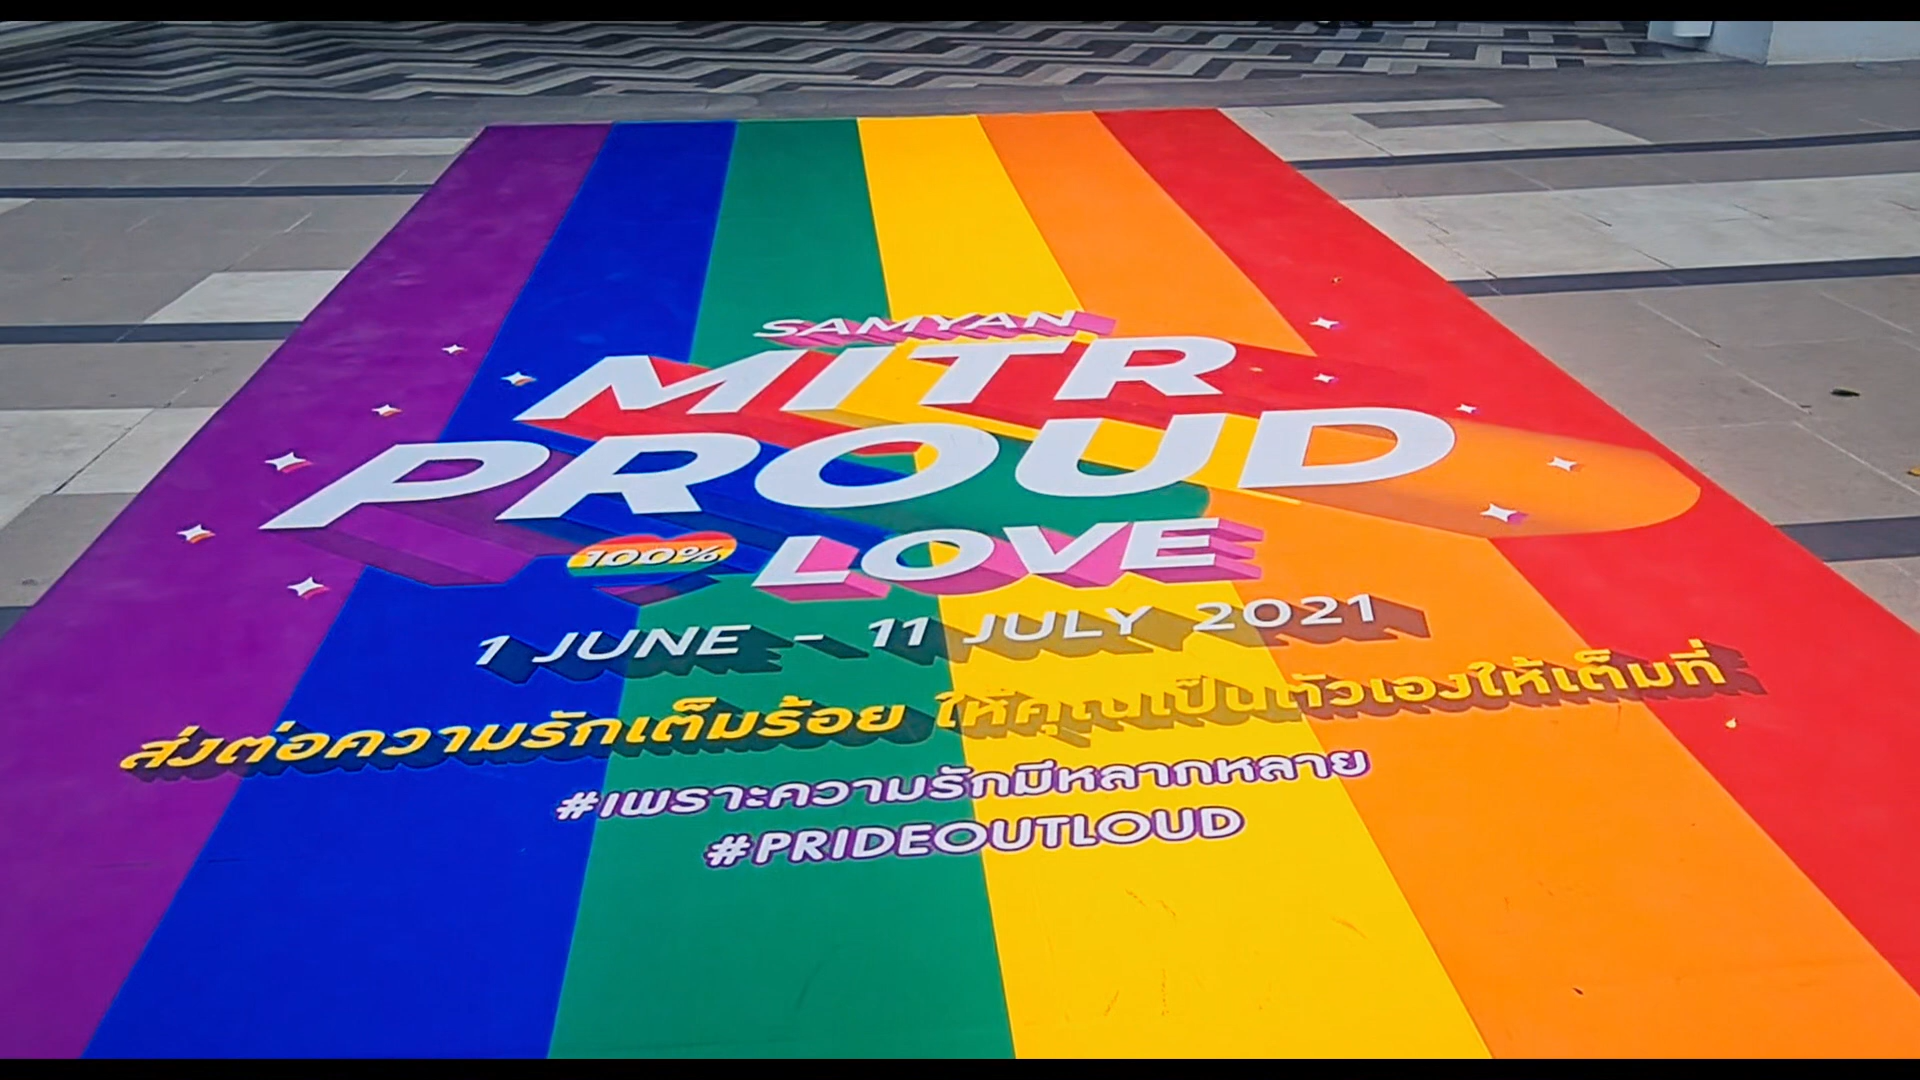 SAMYAN
MITR
PROUD
100% LOVE
1 JUNE - 11 JULY 2021
ส่งต่อความรักเต็มร้อย ให้คุณเป็นตัวเองให้เต็มที่
#เพราะความรักมีหลากหลาย
#PRIDEOUTLOUD